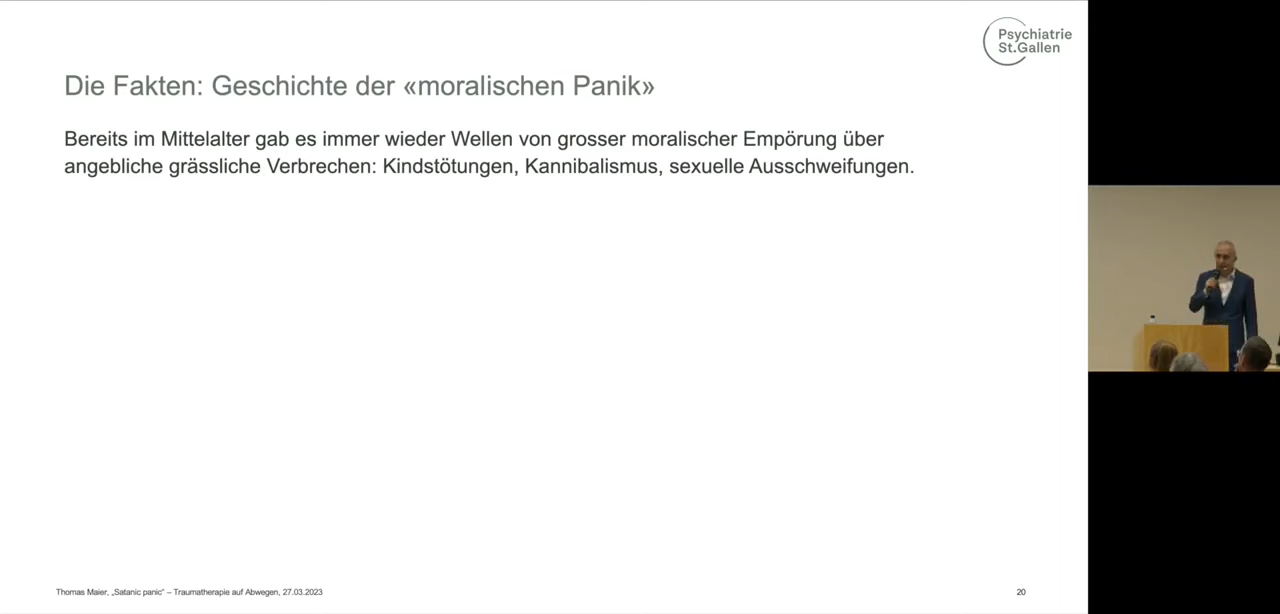 Psychiatrie
St.Gallen
Die Fakten: Geschichte der «moralischen Panik»
Bereits im Mittelalter gab es immer wieder Wellen von grosser moralischer Empörung über
angebliche grässliche Verbrechen: Kindstötungen, Kannibalismus, sexuelle Ausschweifungen.
Thomas Maier, „Satanic panic“ – Traumatherapie auf Abwegen, 27.03.2023
20